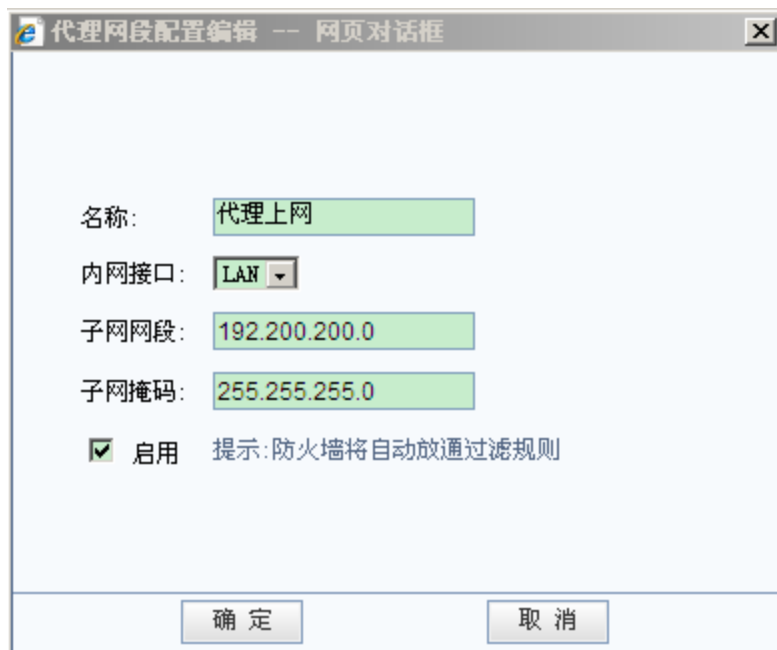 代理网段配置编辑 -- 网页对话框
名称: 代理上网
内网接口: LAN
子网网段: 192.200.200.0
子网掩码: 255.255.255.0
启用 提示:防火墙将自动放通过滤规则
确 定 取 消